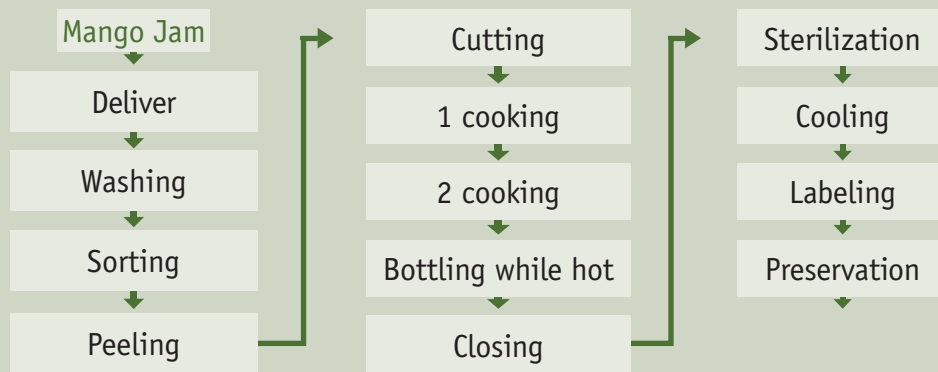 Mango Jam
Deliver
Washing
Sorting
Peeling
Cutting
1 cooking
2 cooking
Bottling while hot
Closing
Sterilization
Cooling
Labeling
Preservation